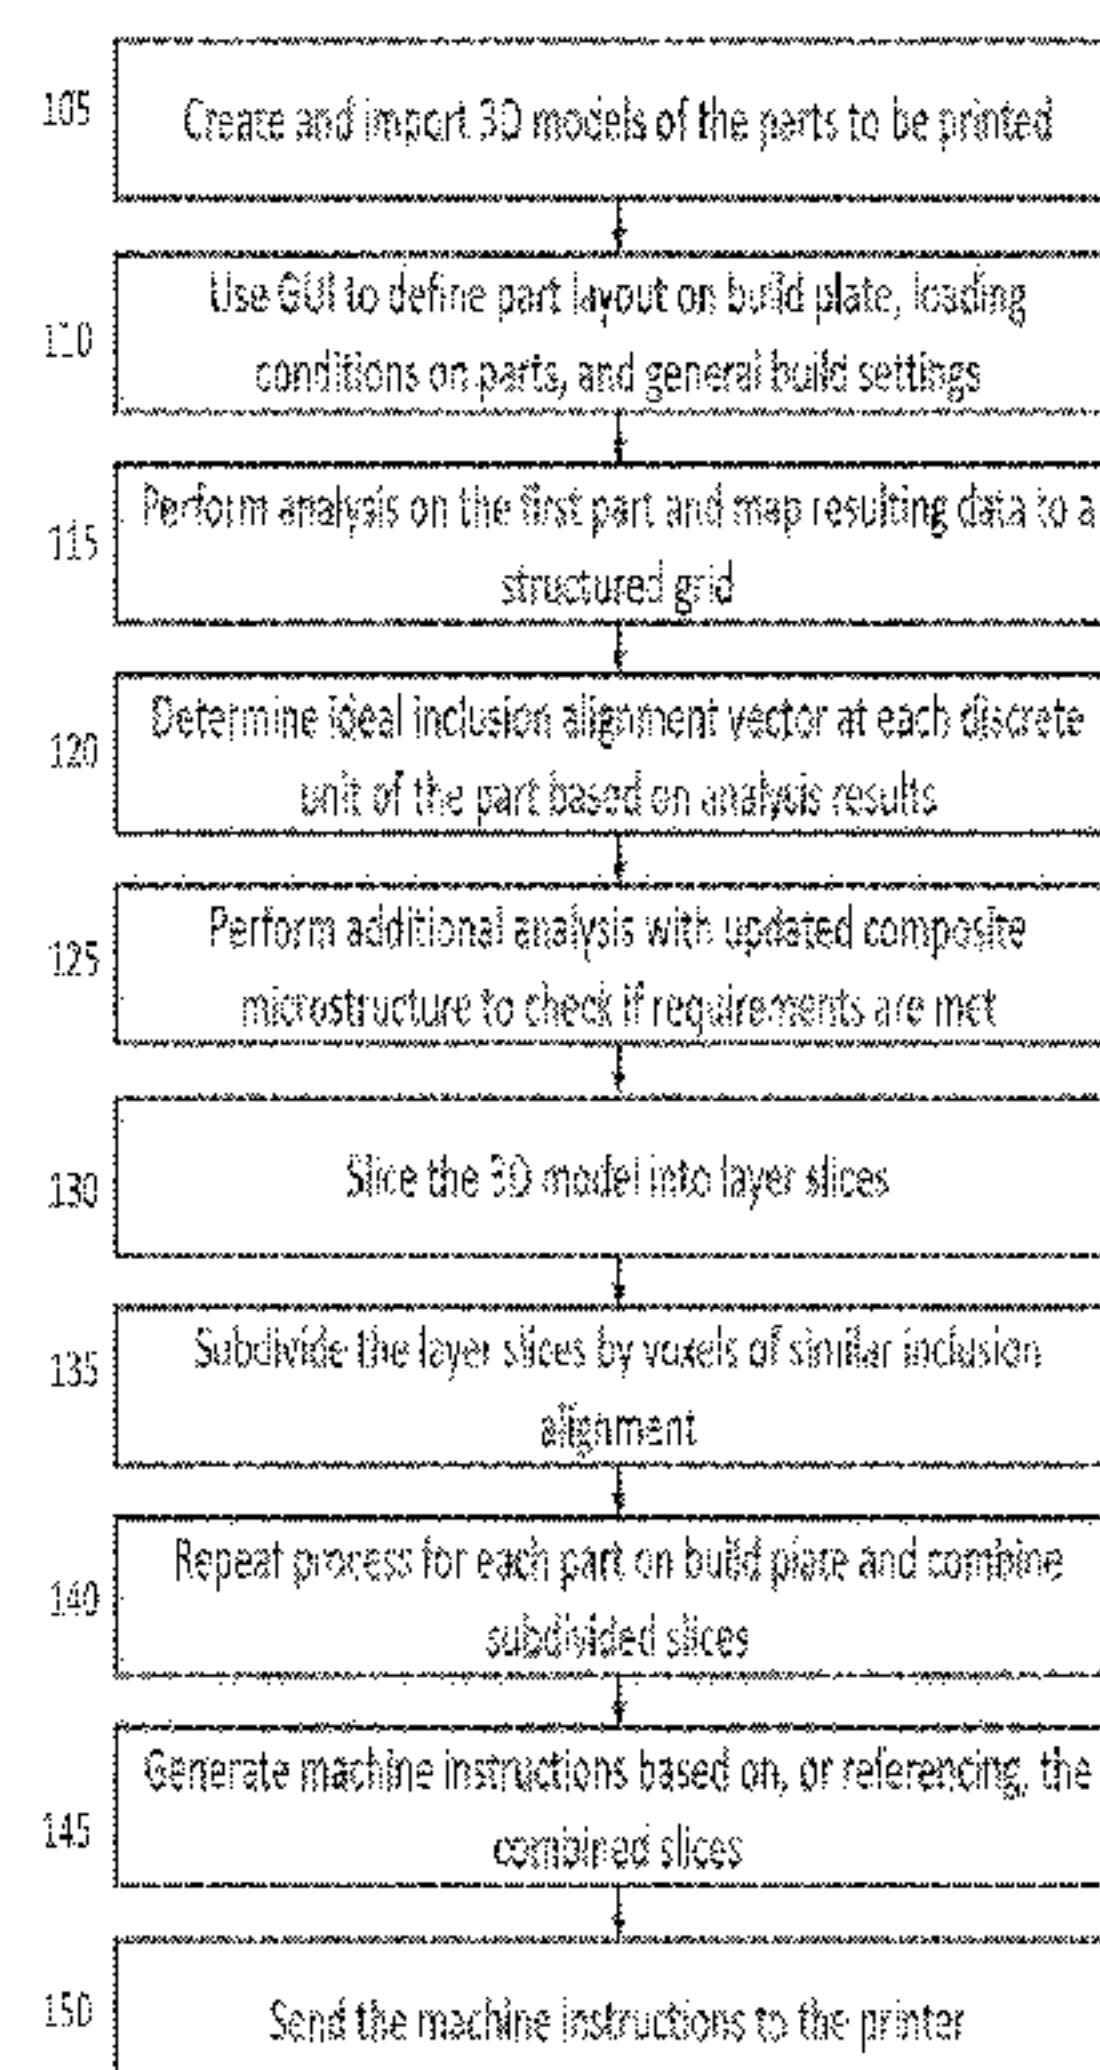 105
Create and import 3D models of the parts to be printed
110
Use GUI to define part layout on build plate, loading
conditions on parts, and general build settings
115
Perform analysis on the first part and map resulting data to a
structured grid
120
Determine ideal inclusion alignment vector at each discrete
unit of the part based on analysis results
125
Perform additional analysis with updated composite
microstructure to check if requirements are met
130
Slice the 3D model into layer slices
135
Subdivide the layer slices by voxels of similar inclusion
alignment
140
Repeat process for each part on build plate and combine
subdivided slices
145
Generate machine instructions based on, or referencing, the
combined slices
150
Send the machine instructions to the printer